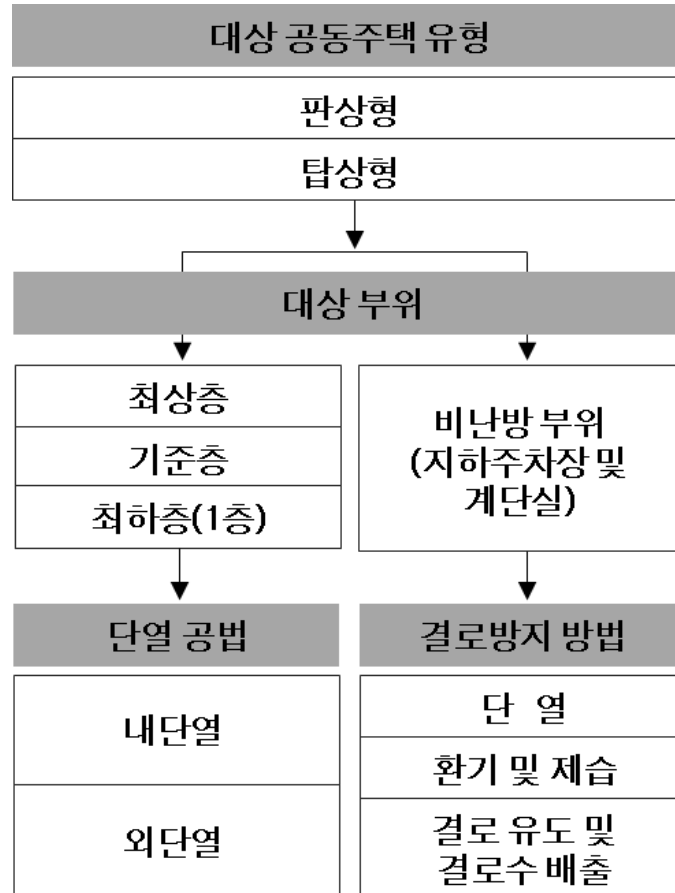 대상 공동주택 유형
판상형
탑상형
대상 부위
최상층
기준층
최하층(1층)
비난방 부위
(지하주차장 및
계단실)
단열 공법
내단열
외단열
결로방지 방법
단 열
환기 및 제습
결로 유도 및
결로수 배출